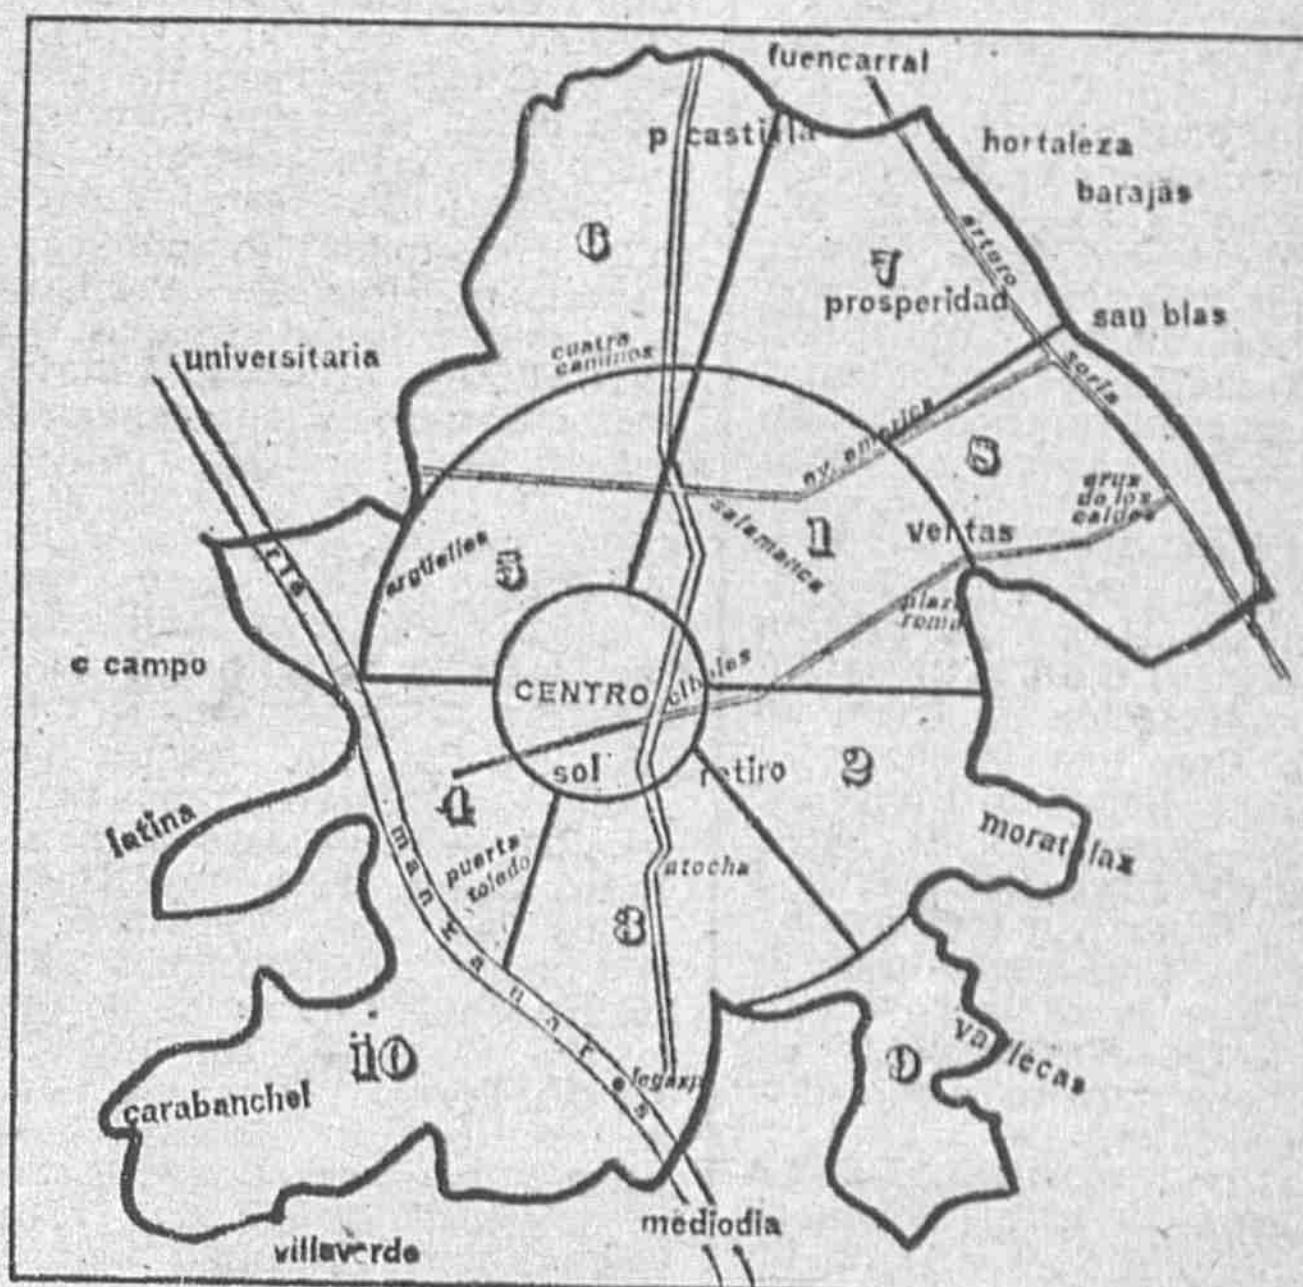 fuencarral
p castilla
hortaleza
barajas
6
arturo
7
prosperidad
san blas
cuatro
caminos
universitaria
soria
av america
8
cruz
de los
caidos
salamanca
1
ventas
argüelles
5
ria
plaza
roma
c campo
cibeles
CENTRO
sol
retiro
2
4
latina
moratalaz
puerta
toledo
atocha
manzanares
3
vallecas
10
9
legazpi
carabanchel
mediodia
villaverde